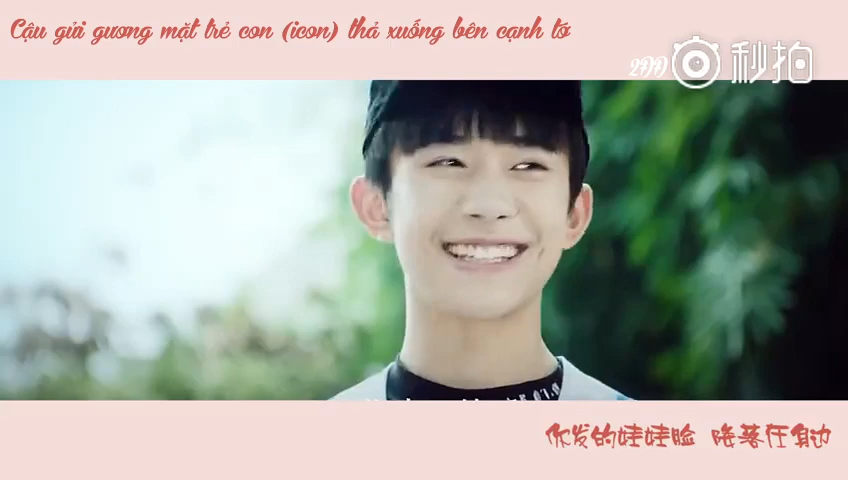 Cậu gửi gương mặt trẻ con (icon) thả xuống bên cạnh tớ
秒拍
你发的娃娃脸 降落在身边